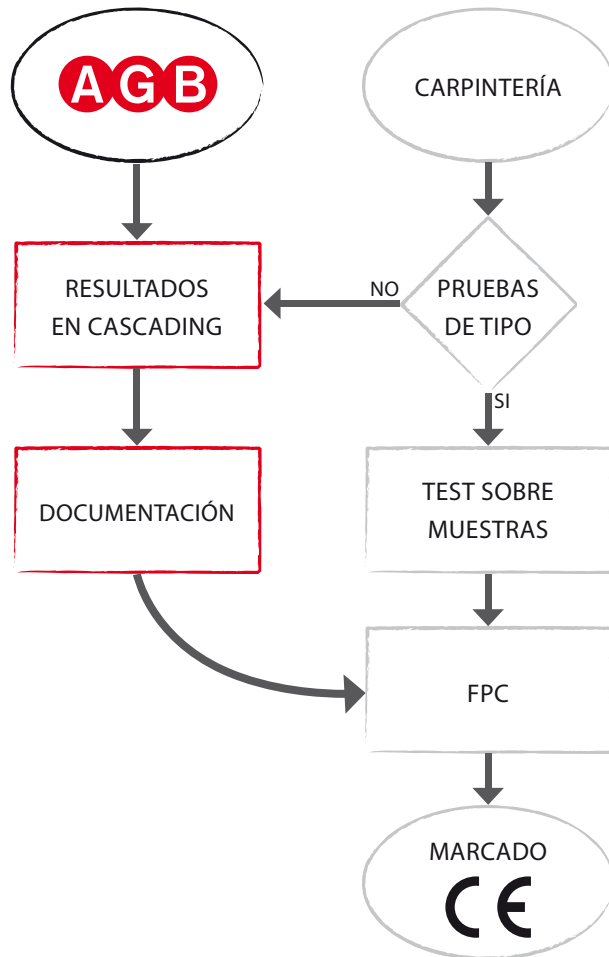 AGB
CARPINTERÍA
RESULTADOS
EN CASCADING
NO
PRUEBAS
DE TIPO
SI
DOCUMENTACIÓN
TEST SOBRE
MUESTRAS
FPC
MARCADO
CE